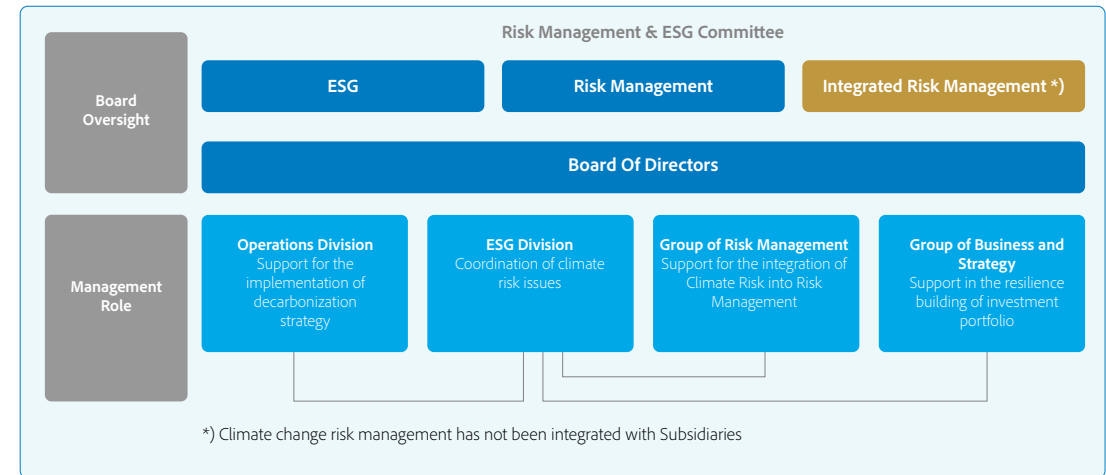 Risk Management & ESG Committee
Board
Oversight
ESG
Risk Management
Integrated Risk Management *)
Board Of Directors
Management
Role
Operations Division
Support for the
implementation of
decarbonization
strategy
ESG Division
Coordination of climate
risk issues
Group of Risk Management
Support for the integration of
Climate Risk into Risk
Management
Group of Business and
Strategy
Support in the resilience
building of investment
portfolio
*) Climate change risk management has not been integrated with Subsidiaries